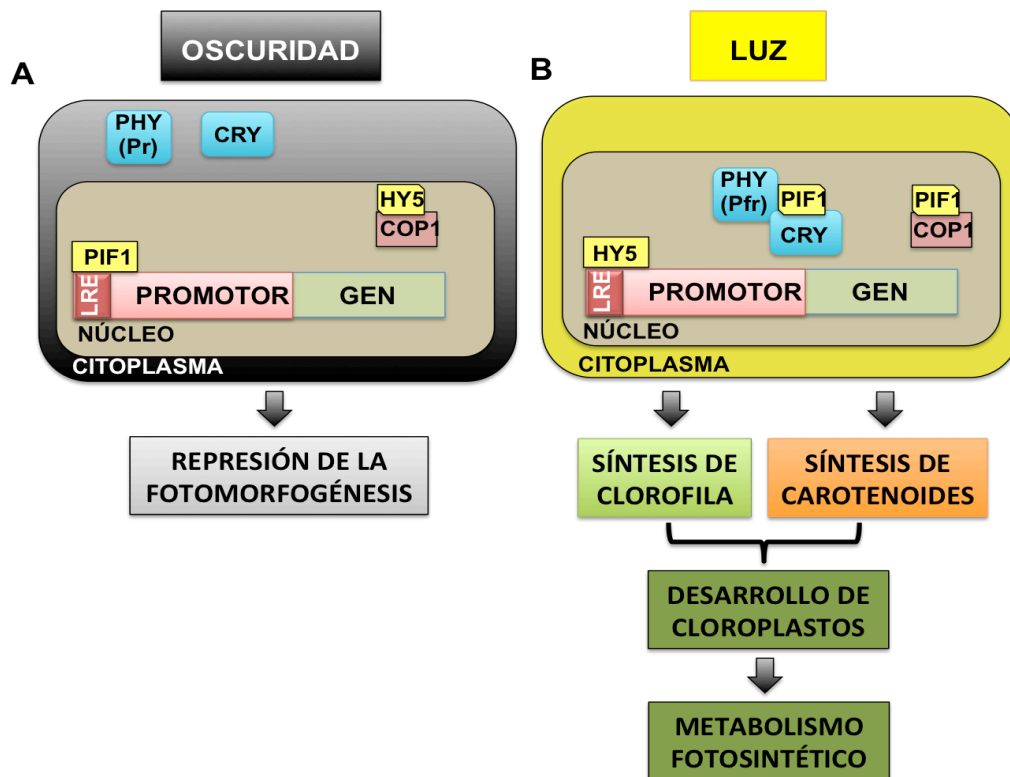 OSCURIDAD
A
PHY
(Pr)
CRY
HY5
COP1
PIF1
LRE
PROMOTOR
GEN
NÚCLEO
CITOPLASMA
REPRESIÓN DE LA
FOTOMORFOGÉNESIS
LUZ
B
PHY
(Pfr)
PIF1
CRY
PIF1
COP1
HY5
LRE
PROMOTOR
GEN
NÚCLEO
CITOPLASMA
SÍNTESIS DE
CLOROFILA
SÍNTESIS DE
CAROTENOIDES
DESARROLLO DE
CLOROPLASTOS
METABOLISMO
FOTOSINTÉTICO